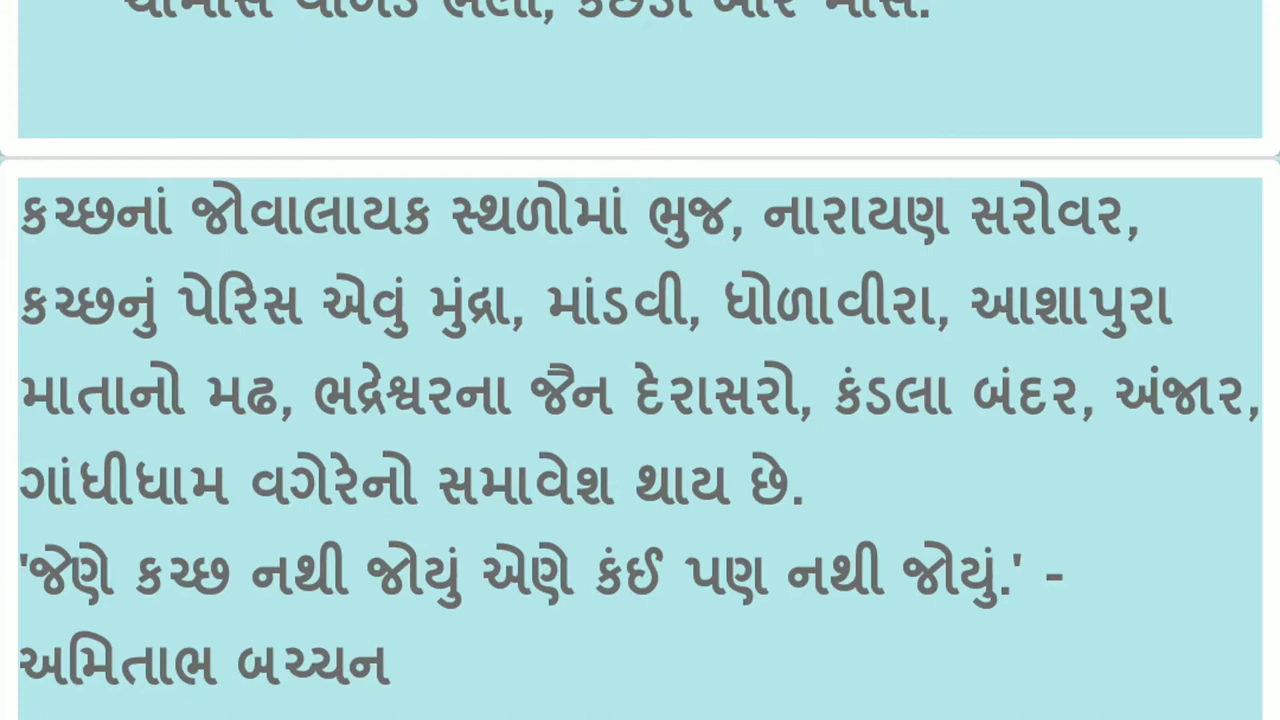 કચ્છનાં જોવાલાયક સ્થળોમાં ભુજ, નારાયણ સરોવર,
કચ્છનું પેરિસ એવું મુંદ્રા, માંડવી, ધોળાવીરા, આશાપુરા
માતાનો મઢ, ભદ્રેશ્વરના જૈન દેરાસરો, કંડલા બંદર, અંજાર,
ગાંધીધામ વગેરેનો સમાવેશ થાય છે.
'જેણે કચ્છ નથી જોયું એણે કંઈ પણ નથી જોયું.' -
અમિતાભ બચ્ચન